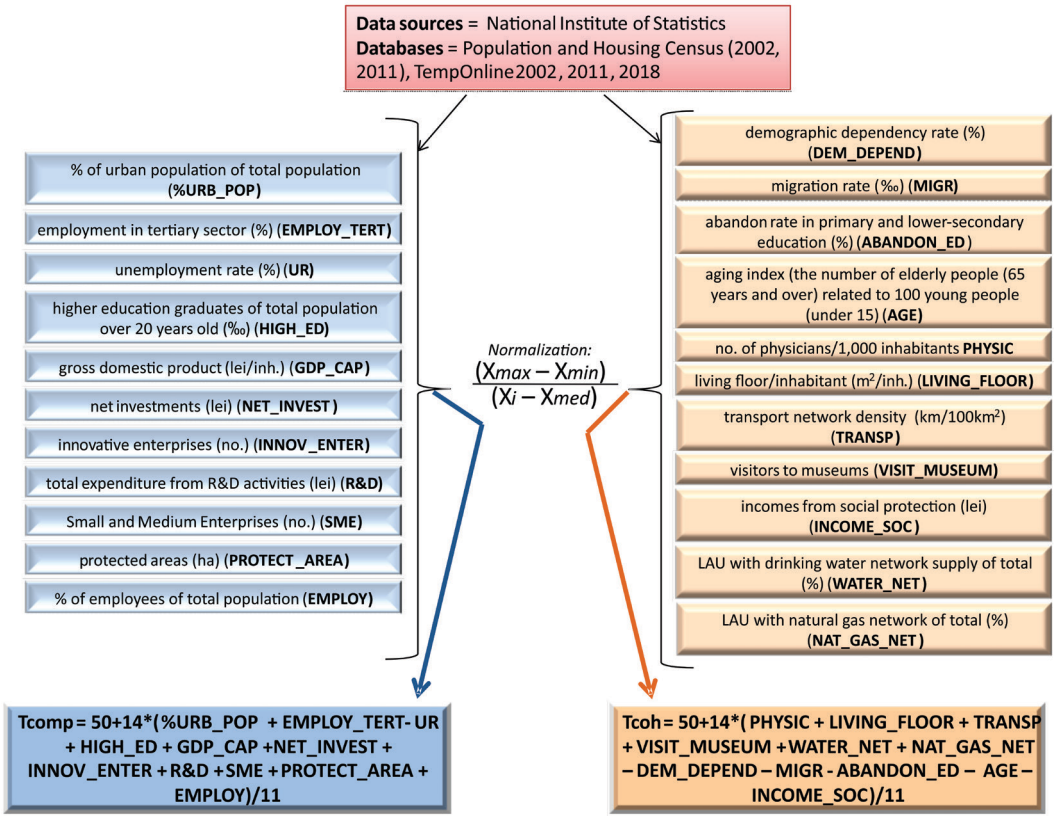 Data sources = National Institute of Statistics
Databases = Population and Housing Census (2002,
2011), TempOnline2002, 2011, 2018
% of urban population of total population
(%URB_POP)
employment in tertiary sector (%) (EMPLOY_TERT)
unemployment rate (%) (UR)
higher education graduates of total population
over 20 years old (‰) (HIGH_ED)
gross domestic product (lei/inh.) (GDP_CAP)
net investments (lei) (NET_INVEST)
innovative enterprises (no.) (INNOV_ENTER)
total expenditure from R&D activities (lei) (R&D)
Small and Medium Enterprises (no.) (SME)
protected areas (ha) (PROTECT_AREA)
% of employees of total population (EMPLOY)
Normalization:
(Xmax – Xmin)
(Xi – Xmed)
demographic dependency rate (%)
(DEM_DEPEND)
migration rate (‰) (MIGR)
abandon rate in primary and lower-secondary
education (%) (ABANDON_ED)
aging index (the number of elderly people (65
years and over) related to 100 young people
(under 15) (AGE)
no. of physicians/1,000 inhabitants PHYSIC
living floor/inhabitant (m²/inh.) (LIVING_FLOOR)
transport network density (km/100km²)
(TRANSP)
visitors to museums (VISIT_MUSEUM)
incomes from social protection (lei)
(INCOME_SOC)
LAU with drinking water network supply of total
(%) (WATER_NET)
LAU with natural gas network of total (%)
(NAT_GAS_NET)
Tcomp = 50+14*(%URB_POP + EMPLOY_TERT- UR
+ HIGH_ED + GDP_CAP +NET_INVEST +
INNOV_ENTER + R&D + SME + PROTECT_AREA +
EMPLOY)/11
Tcoh = 50+14*( PHYSIC + LIVING_FLOOR + TRANSP
+ VISIT_MUSEUM + WATER_NET + NAT_GAS_NET
– DEM_DEPEND – MIGR - ABANDON_ED – AGE –
INCOME_SOC)/11